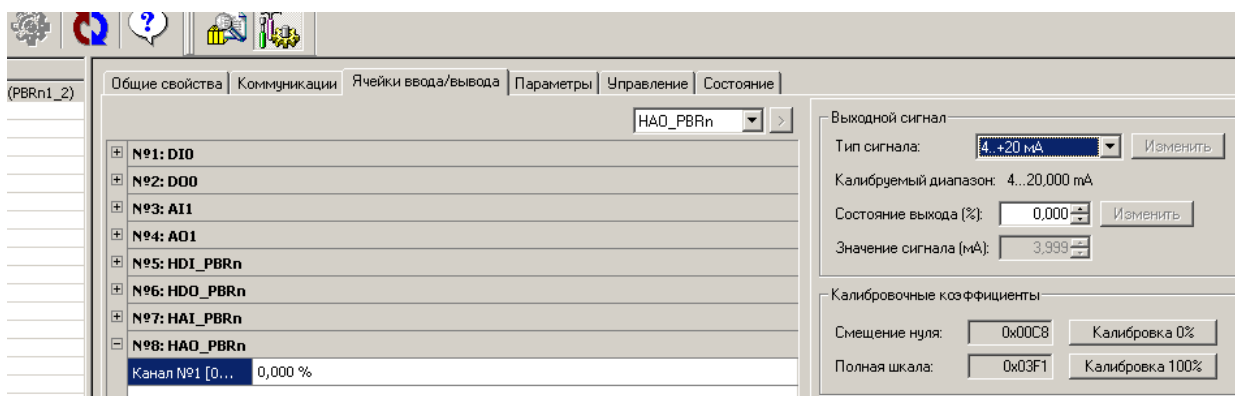 (PBRn1_2)
Общие свойства Коммуникации Ячейки ввода/вывода Параметры Управление Состояние
HAO_PBRn >
№1: DI0
№2: DO0
№3: AI1
№4: AO1
№5: HDI_PBRn
№6: HDO_PBRn
№7: HAI_PBRn
№8: HAO_PBRn
Канал №1 [0... 0,000 %
Выходной сигнал
Тип сигнала: 4..+20 мА Изменить
Калибруемый диапазон: 4...20,000 mA
Состояние выхода (%): 0,000 Изменить
Значение сигнала (мА): 3,999
Калибровочные коэффициенты
Смещение нуля: 0x00C8 Калибровка 0%
Полная шкала: 0x03F1 Калибровка 100%